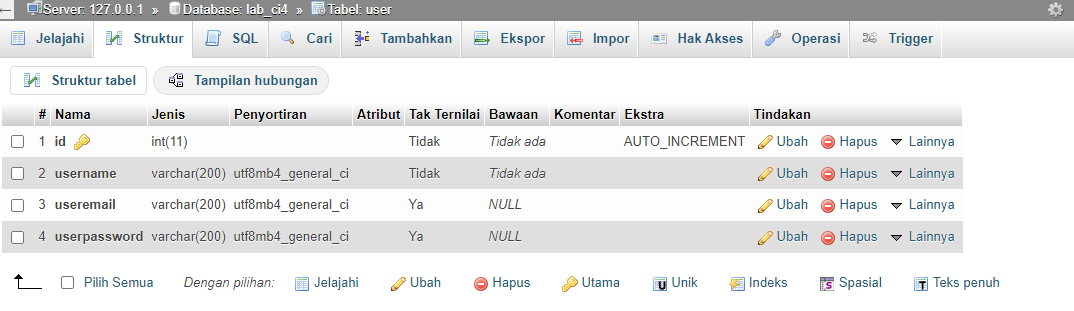 Server: 127.0.0.1 » Database: lab_ci4 » Tabel: user
Jelajahi Struktur SQL Cari Tambahkan Ekspor Impor Hak Akses Operasi Trigger
Struktur tabel Tampilan hubungan
# Nama Jenis Penyortiran Atribut Tak Ternilai Bawaan Komentar Ekstra Tindakan
1 id int(11) Tidak Tidak ada AUTO_INCREMENT Ubah Hapus Lainnya
2 username varchar(200) utf8mb4_general_ci Tidak Tidak ada Ubah Hapus Lainnya
3 useremail varchar(200) utf8mb4_general_ci Ya NULL Ubah Hapus Lainnya
4 userpassword varchar(200) utf8mb4_general_ci Ya NULL Ubah Hapus Lainnya
Pilih Semua Dengan pilihan: Jelajahi Ubah Hapus Utama Unik Indeks Spasial Teks penuh